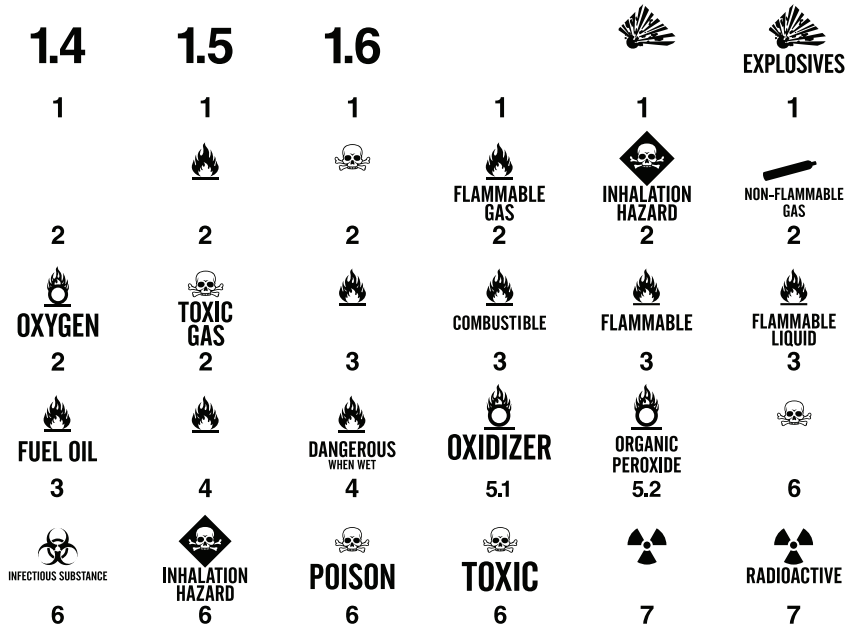 1.4 1.5 1.6
EXPLOSIVES
1 1 1 1 1 1
FLAMMABLE GAS INHALATION HAZARD NON-FLAMMABLE GAS
2 2 2 2 2 2
OXYGEN TOXIC GAS COMBUSTIBLE FLAMMABLE FLAMMABLE LIQUID
2 2 3 3 3 3
FUEL OIL DANGEROUS WHEN WET OXIDIZER ORGANIC PEROXIDE
3 4 4 5.1 5.2 6
INFECTIOUS SUBSTANCE INHALATION HAZARD POISON TOXIC RADIOACTIVE
6 6 6 6 7 7